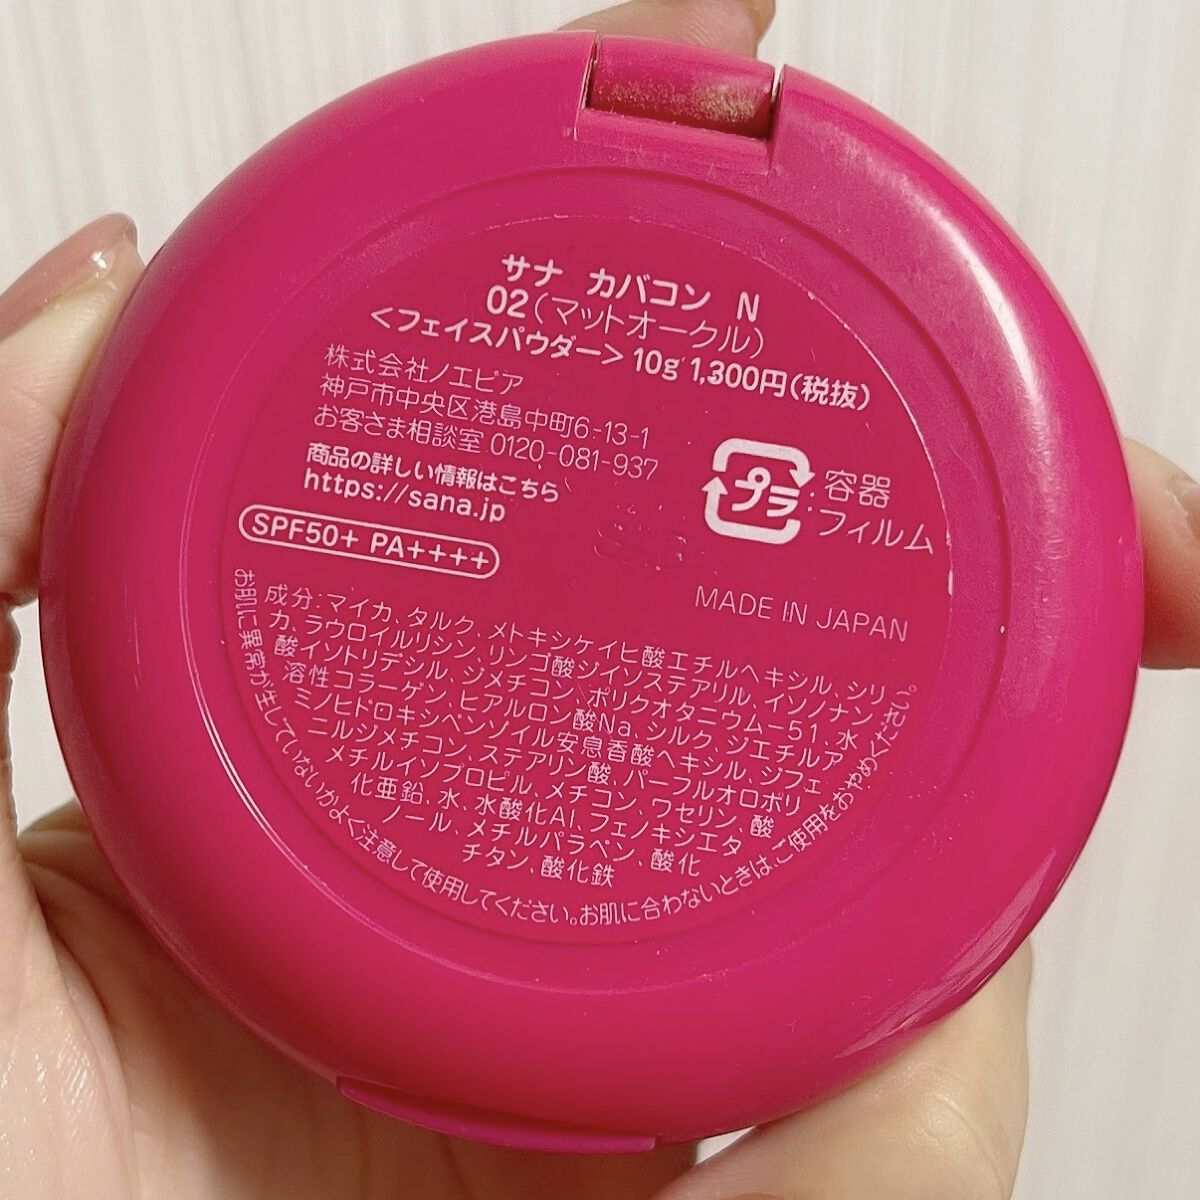 サナ カバコン N
02(マットオークル)
<フェイスパウダー> 10g 1,300円(税抜)
株式会社ノエビア
神戸市中央区港島中町6-13-1
お客さま相談室 0120-081-937
商品の詳しい情報はこちら
https://sana.jp
プラ
:容器
フィルム
SPF50+ PA++++
MADE IN JAPAN
成分:マイカ、タルク、メトキシケイヒ酸エチルヘキシル、シリ
カ、ラウロイルリシン、リンゴ酸ジイソステアリル、イソノナン
酸イソトリデシル、ジメチコン、ポリクオタニウム-51、水
溶性コラーゲン、ヒアルロン酸Na、シルク、ジエチルア
ミノヒドロキシベンゾイル安息香酸ヘキシル、ジフェ
ニルジメチコン、ステアリン酸、パーフルオロポリ
メチルイソプロピル、メチコン、ワセリン、酸
化亜鉛、水、水酸化Al、フェノキシエタ
ノール、メチルパラベン、酸化
チタン、酸化鉄
お肌に異常が生じていないかよく注意して使用してください。お肌に合わないときは、ご使用をおやめください。